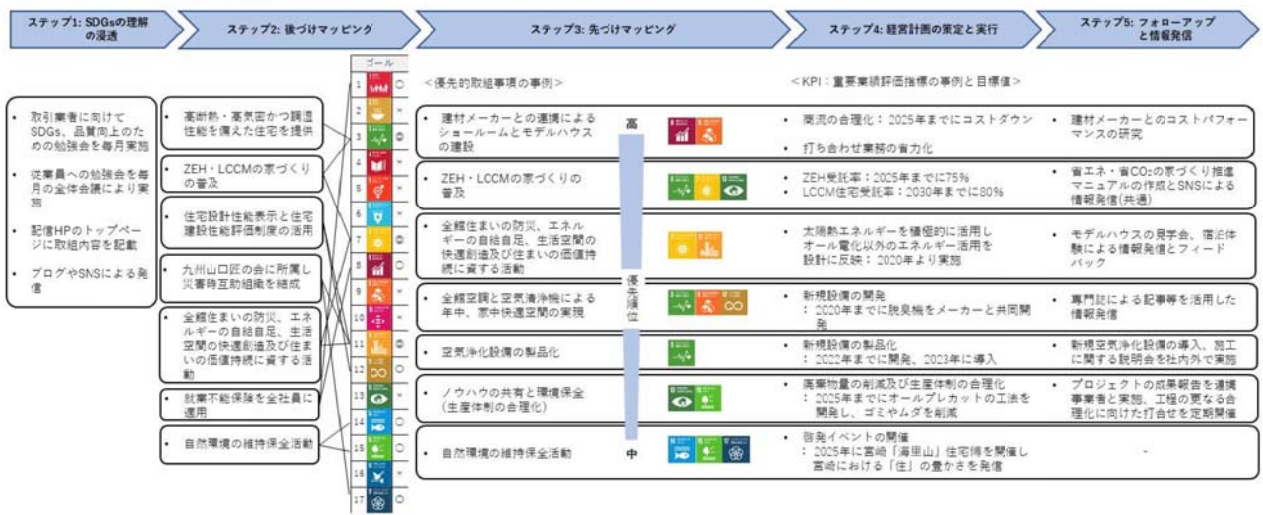 ステップ1: SDGsの理解
の浸透
ステップ2: 後づけマッピング
ステップ3: 先づけマッピング
ステップ4: 経営計画の策定と実行
ステップ5: フォローアップ
と情報発信
• 取引業者に向けて
SDGs、品質向上のた
めの勉強会を毎月実施
• 従業員への勉強会を毎
月の全体会議により実
施
• 配信HPのトップペー
ジに取組内容を記載
• ブログやSNSによる発
信
• 高断熱・高気密かつ調湿
性能を備えた住宅を提供
• ZEH・LCCMの家づくり
の普及
• 住宅設計性能表示と住宅
建設性能評価制度の活用
• 九州山口匠の会に所属し
災害時互助組織を結成
• 全館住まいの防災、エネ
ルギーの自給自足、生活
空間の快適創造及び住ま
いの価値持続に資する活
動
• 就業不能保険を全社員に
適用
• 自然環境の維持保全活動
ゴール
1 ○
2
3 ◎
4
5
6
7 ◎
8 ○
9
10
11 ◎
12 ○
13
14 ○
15 ○
16
17 ○
<優先的取組事項の事例>
• 建材メーカーとの連携による
ショールームとモデルハウス
の建設
• ZEH・LCCMの家づくりの
普及
• 全館住まいの防災、エネル
ギーの自給自足、生活空間の
快適創造及び住まいの価値持
続に資する活動
• 全館空調と空気清浄機による
年中、家中快適空間の実現
• 空気浄化設備の製品化
• ノウハウの共有と環境保全
(生産体制の合理化)
• 自然環境の維持保全活動
高
優先順位
中
<KPI：重要業績評価指標の事例と目標値>
• 商流の合理化：2025年までにコストダウン
• 打ち合わせ業務の省力化
• ZEH受託率：2025年までに75%
LCCM住宅受託率：2030年までに80%
• 太陽熱エネルギーを積極的に活用し
オール電化以外のエネルギー活用を
設計に反映：2020年より実施
• 新規設備の開発
：2020年までに脱臭機をメーカーと共同開
発
• 新規設備の製品化
：2022年までに開発、2023年に導入
• 廃棄物量の削減及び生産体制の合理化
：2025年までにオールプレカットの工法を
開発し、ゴミやムダを削減
• 啓発イベントの開催
：2025年に宮崎「海里山」住宅博を開催し
宮崎における「住」の豊かさを発信
• 建材メーカーとのコストパフォー
マンスの研究
• 省エネ・省CO₂の家づくり推進
マニュアルの作成とSNSによる
情報発信(共通)
• モデルハウスの見学会、宿泊体
験による情報発信とフィード
バック
• 専門誌による記事等を活用した
情報発信
• 新規空気浄化設備の導入、施工
に関する説明会を社内外で実施
• プロジェクトの成果報告を連携
事業者と実施、工程の更なる合
理化に向けた打合せを定期開催
-